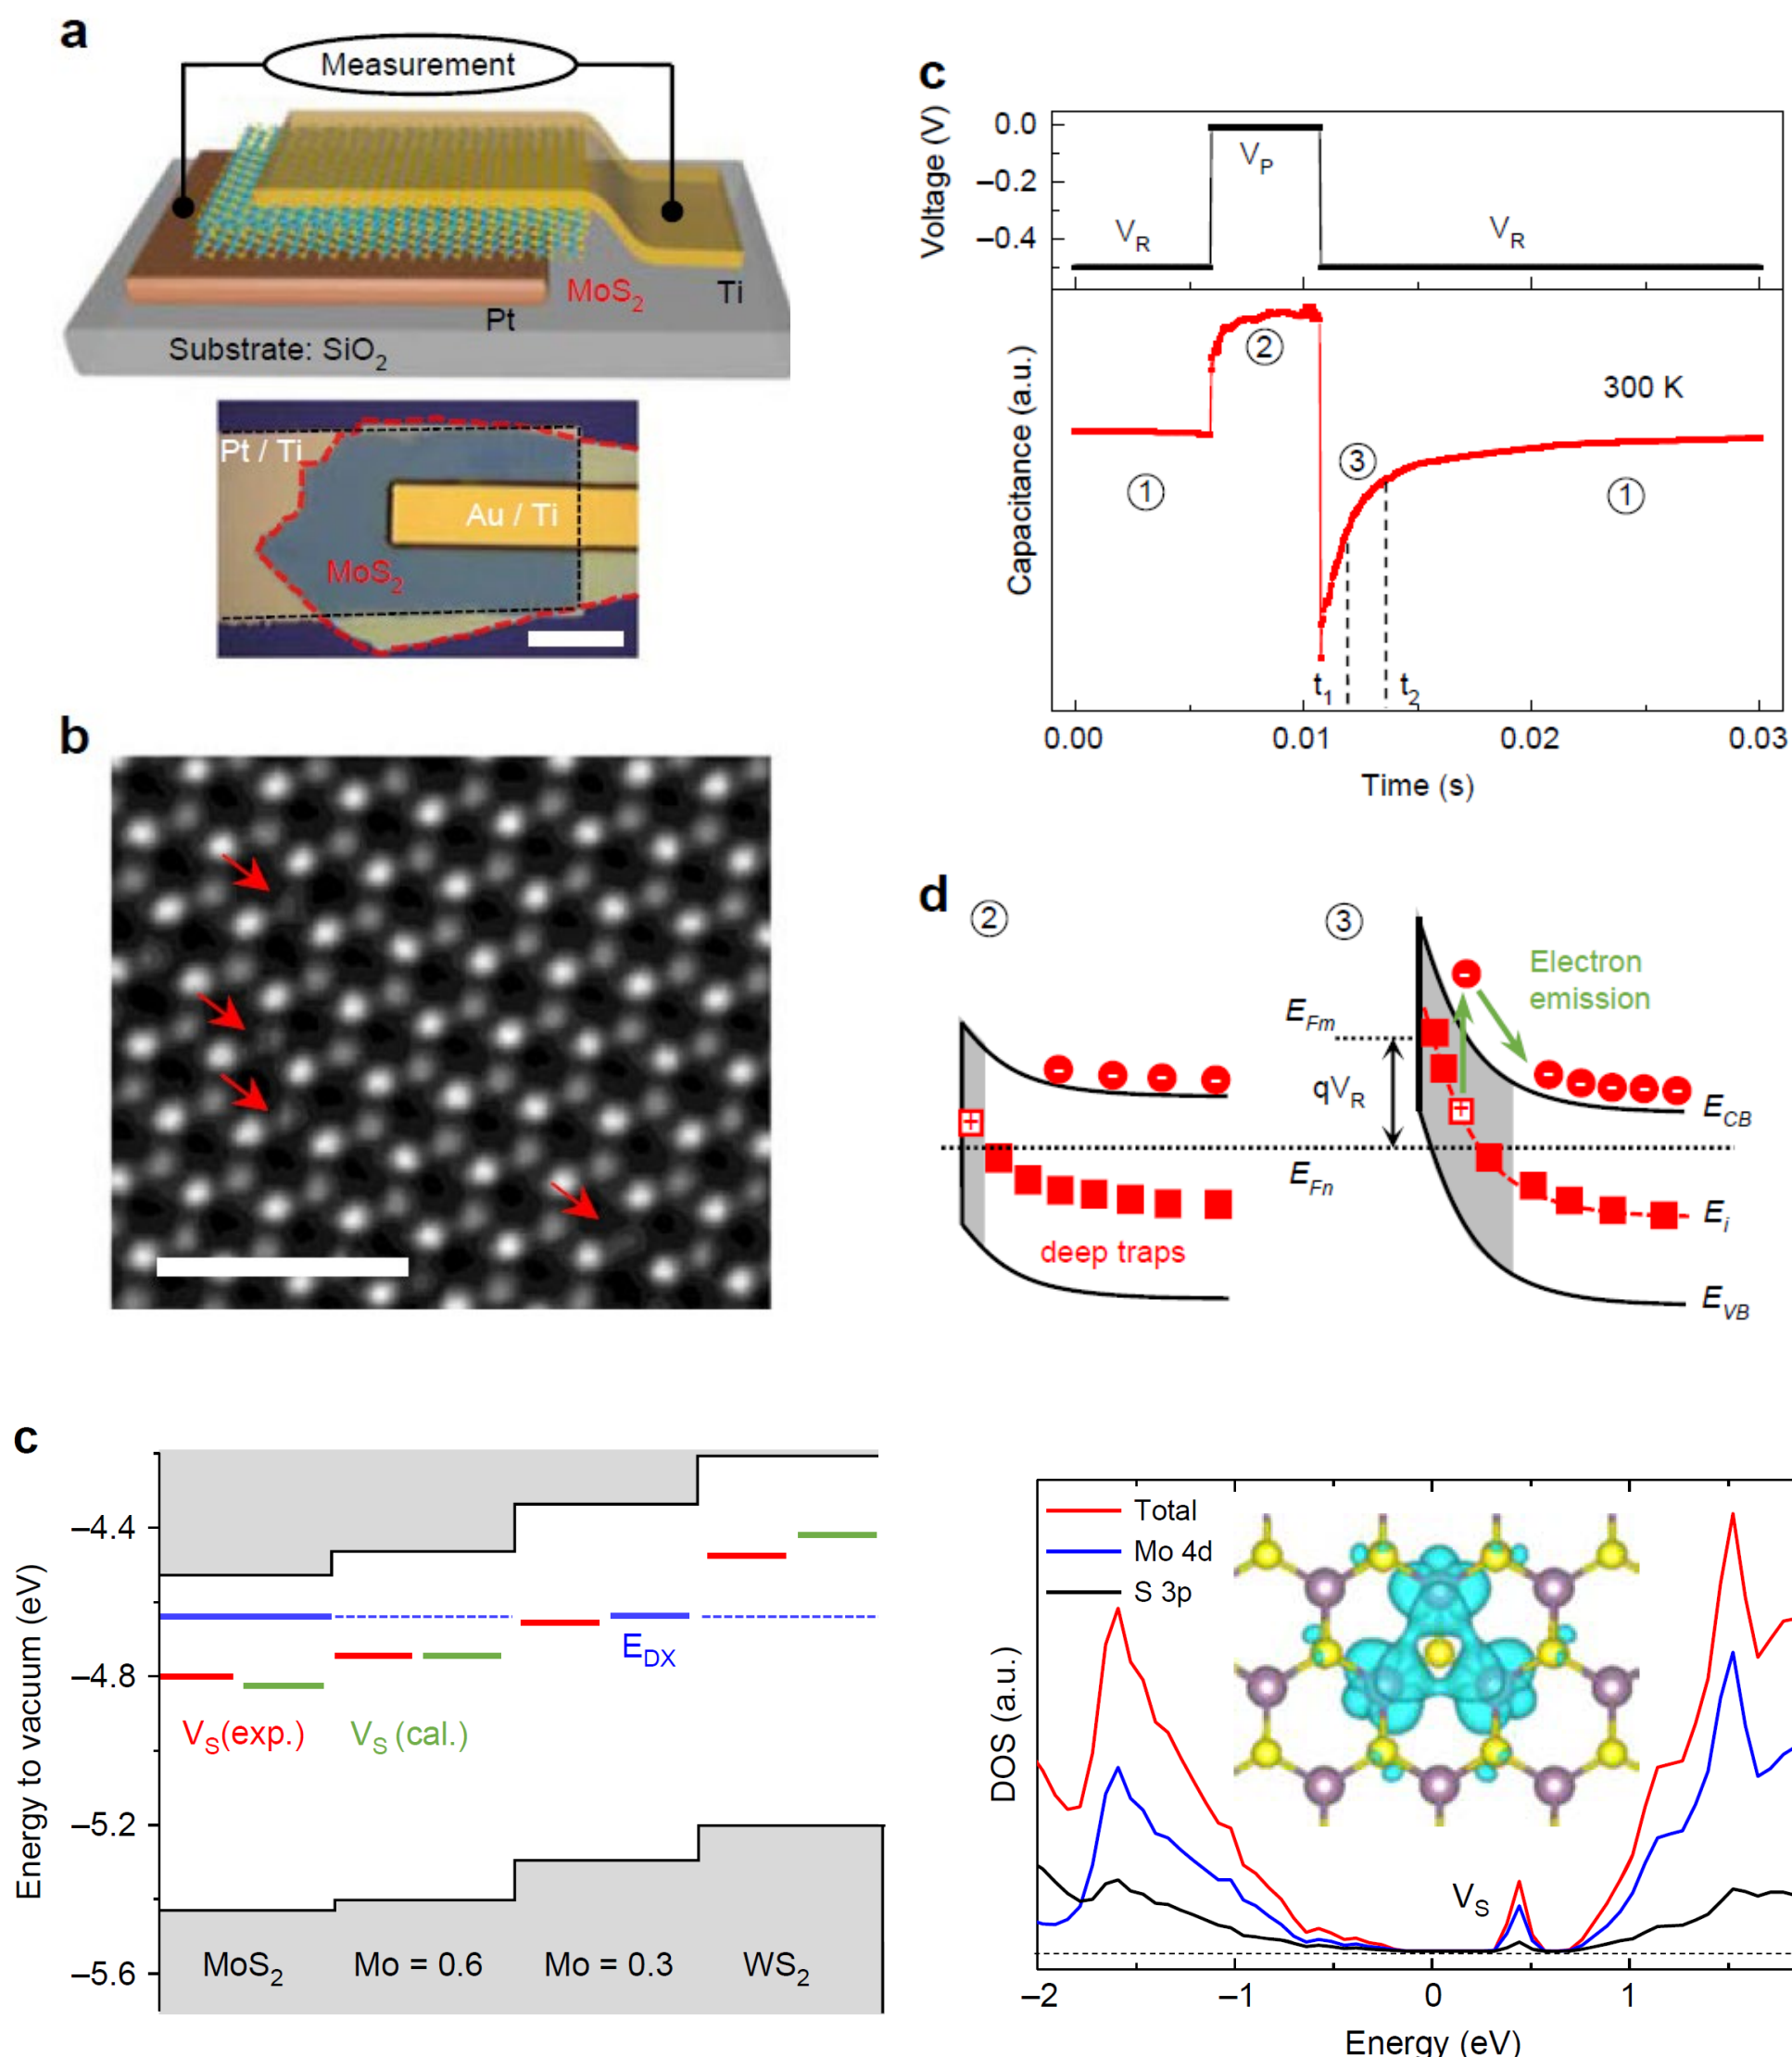 a
Measurement
MoS2
Ti
Pt
Substrate: SiO2
Pt / Ti
Au / Ti
MoS2
b
c
Voltage (V)
0.0
–0.2
–0.4
VR
VP
VR
Capacitance (a.u.)
300 K
1
2
3
1
t1
t2
0.00
0.01
0.02
0.03
Time (s)
d
2
deep traps
3
Electron
emission
EFm
qVR
EFn
ECB
Ei
EVB
c
Energy to vacuum (eV)
–4.4
–4.8
–5.2
–5.6
EDX
VS(exp.)
VS (cal.)
MoS2
Mo = 0.6
Mo = 0.3
WS2
DOS (a.u.)
Total
Mo 4d
S 3p
VS
–2
–1
0
1
Energy (eV)